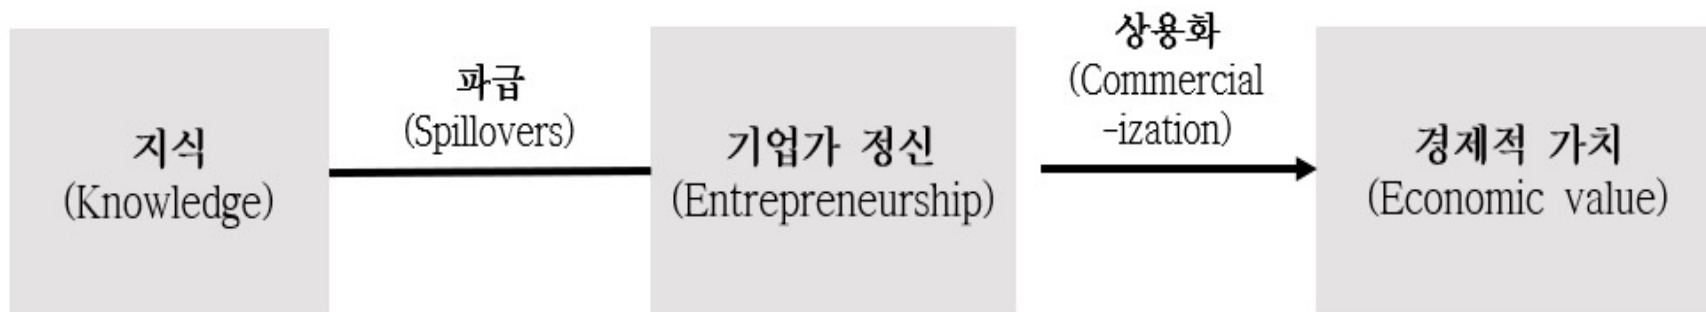 지식
(Knowledge)
파급
(Spillovers)
기업가 정신
(Entrepreneurship)
상용화
(Commercial
-ization)
경제적 가치
(Economic value)